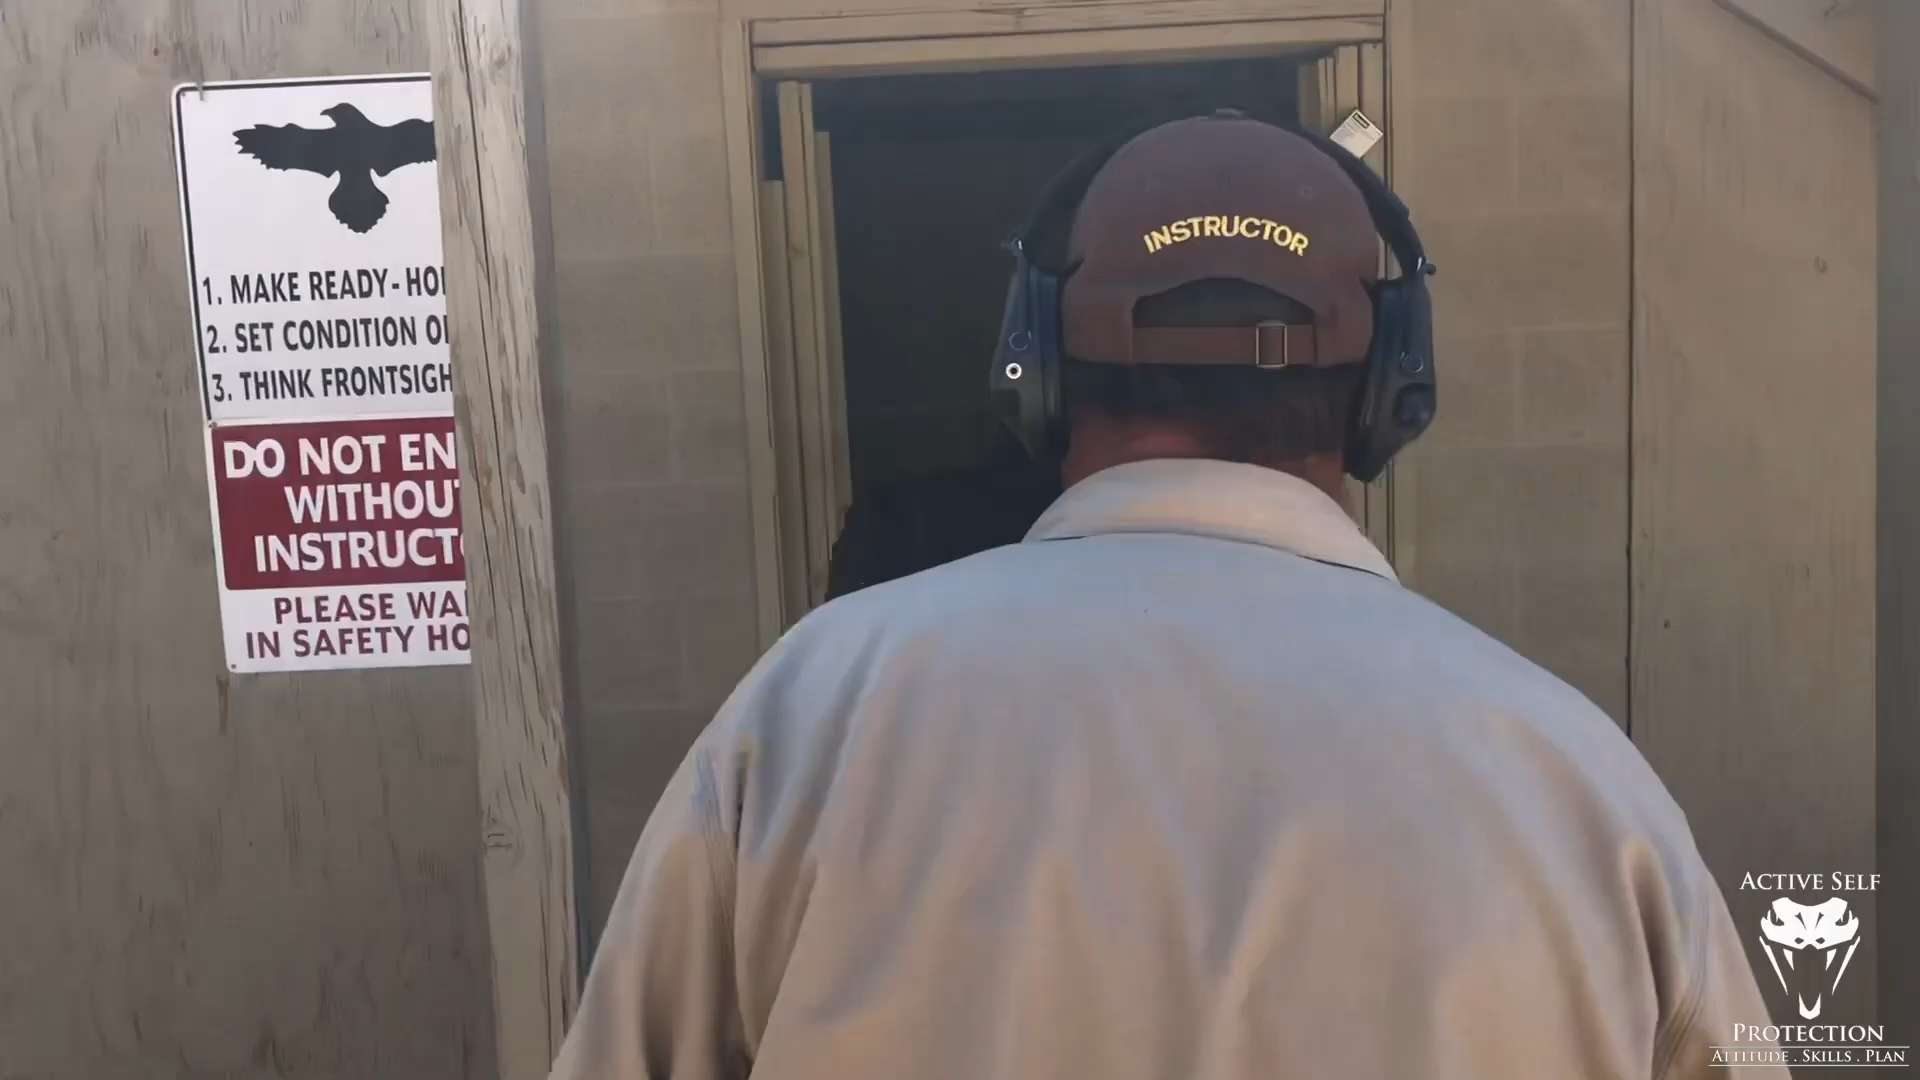 1. MAKE READY-HO
2. SET CONDITION O
3. THINK FRONTSIGH
DO NOT EN
WITHOU
INSTRUCT
PLEASE WA
IN SAFETY HO
INSTRUCTOR
ACTIVE SELF
PROTECTION
ATTITUDE . SKILLS . PLAN